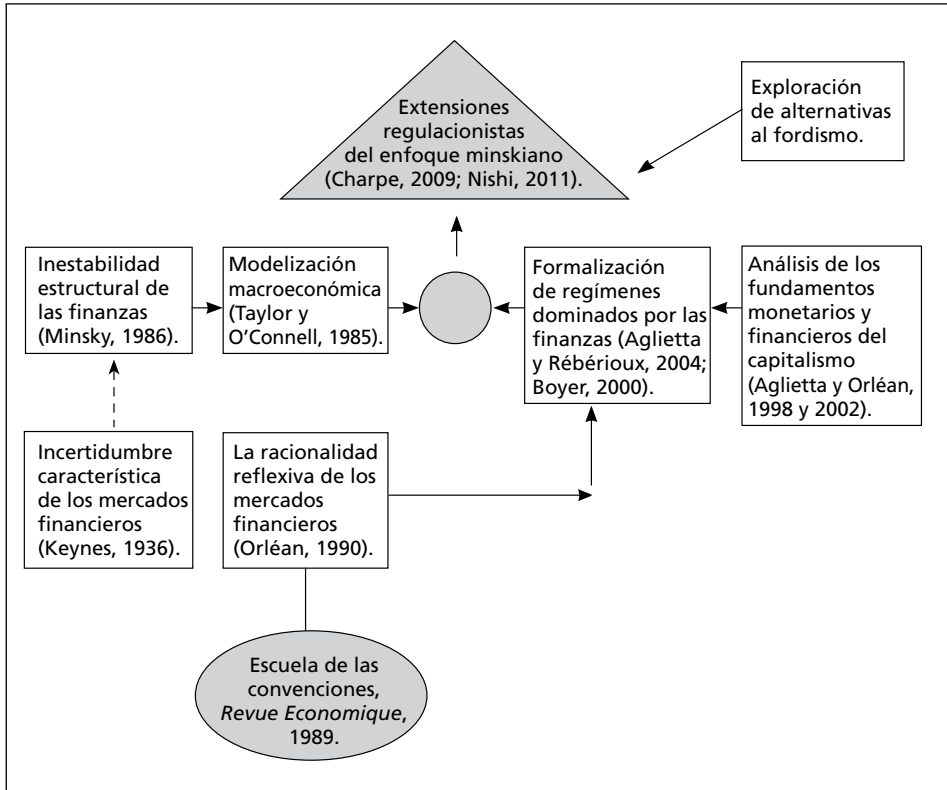 Extensiones
regulacionistas
del enfoque minskiano
(Charpe, 2009; Nishi, 2011).
Exploración
de alternativas
al fordismo.
Inestabilidad
estructural de
las finanzas
(Minsky, 1986).
Modelización
macroeconómica
(Taylor y
O’Connell, 1985).
Formalización
de regímenes
dominados por las
finanzas (Aglietta
y Rébérioux, 2004;
Boyer, 2000).
Análisis de los
fundamentos
monetarios y
financieros del
capitalismo
(Aglietta y Orléan,
1998 y 2002).
Incertidumbre
característica
de los mercados
financieros
(Keynes, 1936).
La racionalidad
reflexiva de los
mercados
financieros
(Orléan, 1990).
Escuela de las
convenciones,
Revue Economique,
1989.